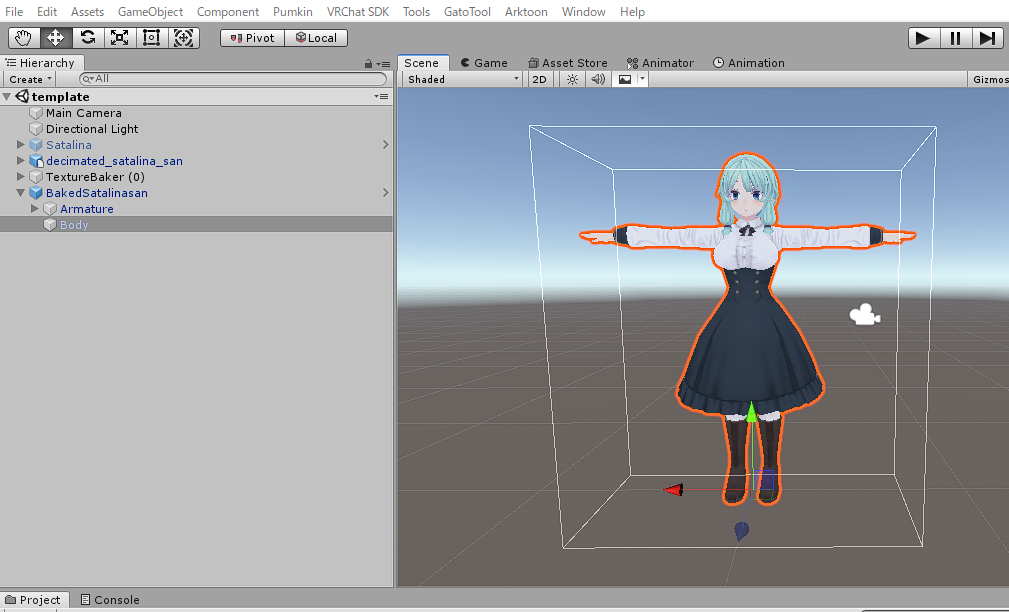 File Edit Assets GameObject Component Pumkin VRChat SDK Tools GatoTool Arktoon Window Help
Pivot Local
Hierarchy
Create All
template
Main Camera
Directional Light
Satalina
decimated_satalina_san
TextureBaker (0)
BakedSatalinasan
Armature
Body
Scene Game Asset Store Animator Animation
Shaded 2D Gizmos
Project Console